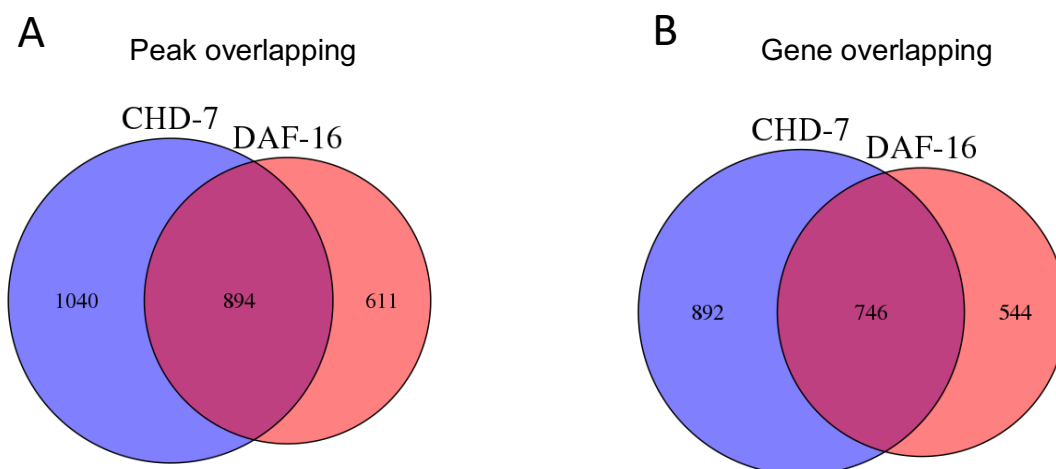 A
Peak overlapping
CHD-7
DAF-16
1040
894
611
B
Gene overlapping
CHD-7
DAF-16
892
746
544